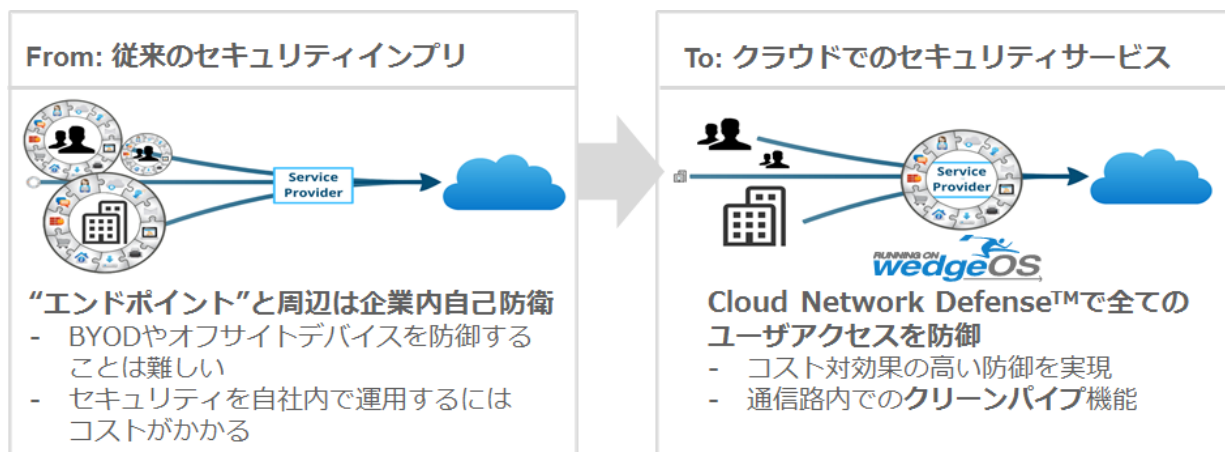 From: 従来のセキュリティインプリ
Service
Provider
“エンドポイント”と周辺は企業内自己防衛
- BYODやオフサイトデバイスを防御する
ことは難しい
- セキュリティを自社内で運用するには
コストがかかる
To: クラウドでのセキュリティサービス
Service
Provider
RUNNING ON
wedgeOS
Cloud Network Defense™で全ての
ユーザアクセスを防御
- コスト対効果の高い防御を実現
- 通信路内でのクリーンパイプ機能